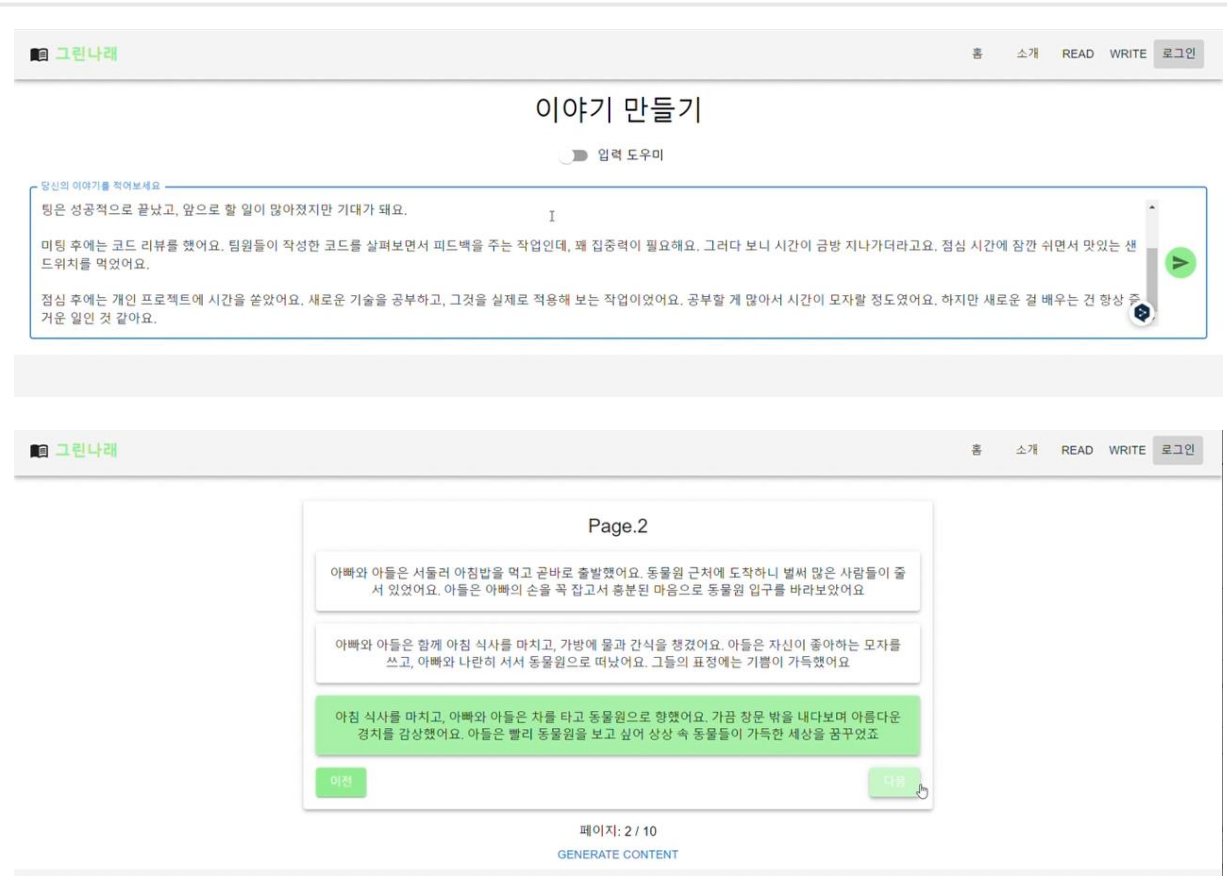 그린나래
홈 소개 READ WRITE 로그인
이야기 만들기
입력 도우미
당신의 이야기를 적어보세요
팅은 성공적으로 끝났고, 앞으로 할 일이 많아졌지만 기대가 돼요.
미팅 후에는 코드 리뷰를 했어요. 팀원들이 작성한 코드를 살펴보면서 피드백을 주는 작업인데, 꽤 집중력이 필요해요. 그러다 보니 시간이 금방 지나가더라고요. 점심 시간에 잠깐 쉬면서 맛있는 샌
드위치를 먹었어요.
점심 후에는 개인 프로젝트에 시간을 쏟았어요. 새로운 기술을 공부하고, 그것을 실제로 적용해 보는 작업이었어요. 공부할 게 많아서 시간이 모자랄 정도였어요. 하지만 새로운 걸 배우는 건 항상 즐
거운 일인 것 같아요.
그린나래
홈 소개 READ WRITE 로그인
Page.2
아빠와 아들은 서둘러 아침밥을 먹고 곧바로 출발했어요. 동물원 근처에 도착하니 벌써 많은 사람들이 줄
서 있었어요. 아들은 아빠의 손을 꼭 잡고서 흥분된 마음으로 동물원 입구를 바라보았어요
아빠와 아들은 함께 아침 식사를 마치고, 가방에 물과 간식을 챙겼어요. 아들은 자신이 좋아하는 모자를
쓰고, 아빠와 나란히 서서 동물원으로 떠났어요. 그들의 표정에는 기쁨이 가득했어요
아침 식사를 마치고, 아빠와 아들은 차를 타고 동물원으로 향했어요. 가끔 창문 밖을 내다보며 아름다운
경치를 감상했어요. 아들은 빨리 동물원을 보고 싶어 상상 속 동물들이 가득한 세상을 꿈꾸었죠
이전 다음
페이지: 2 / 10
GENERATE CONTENT